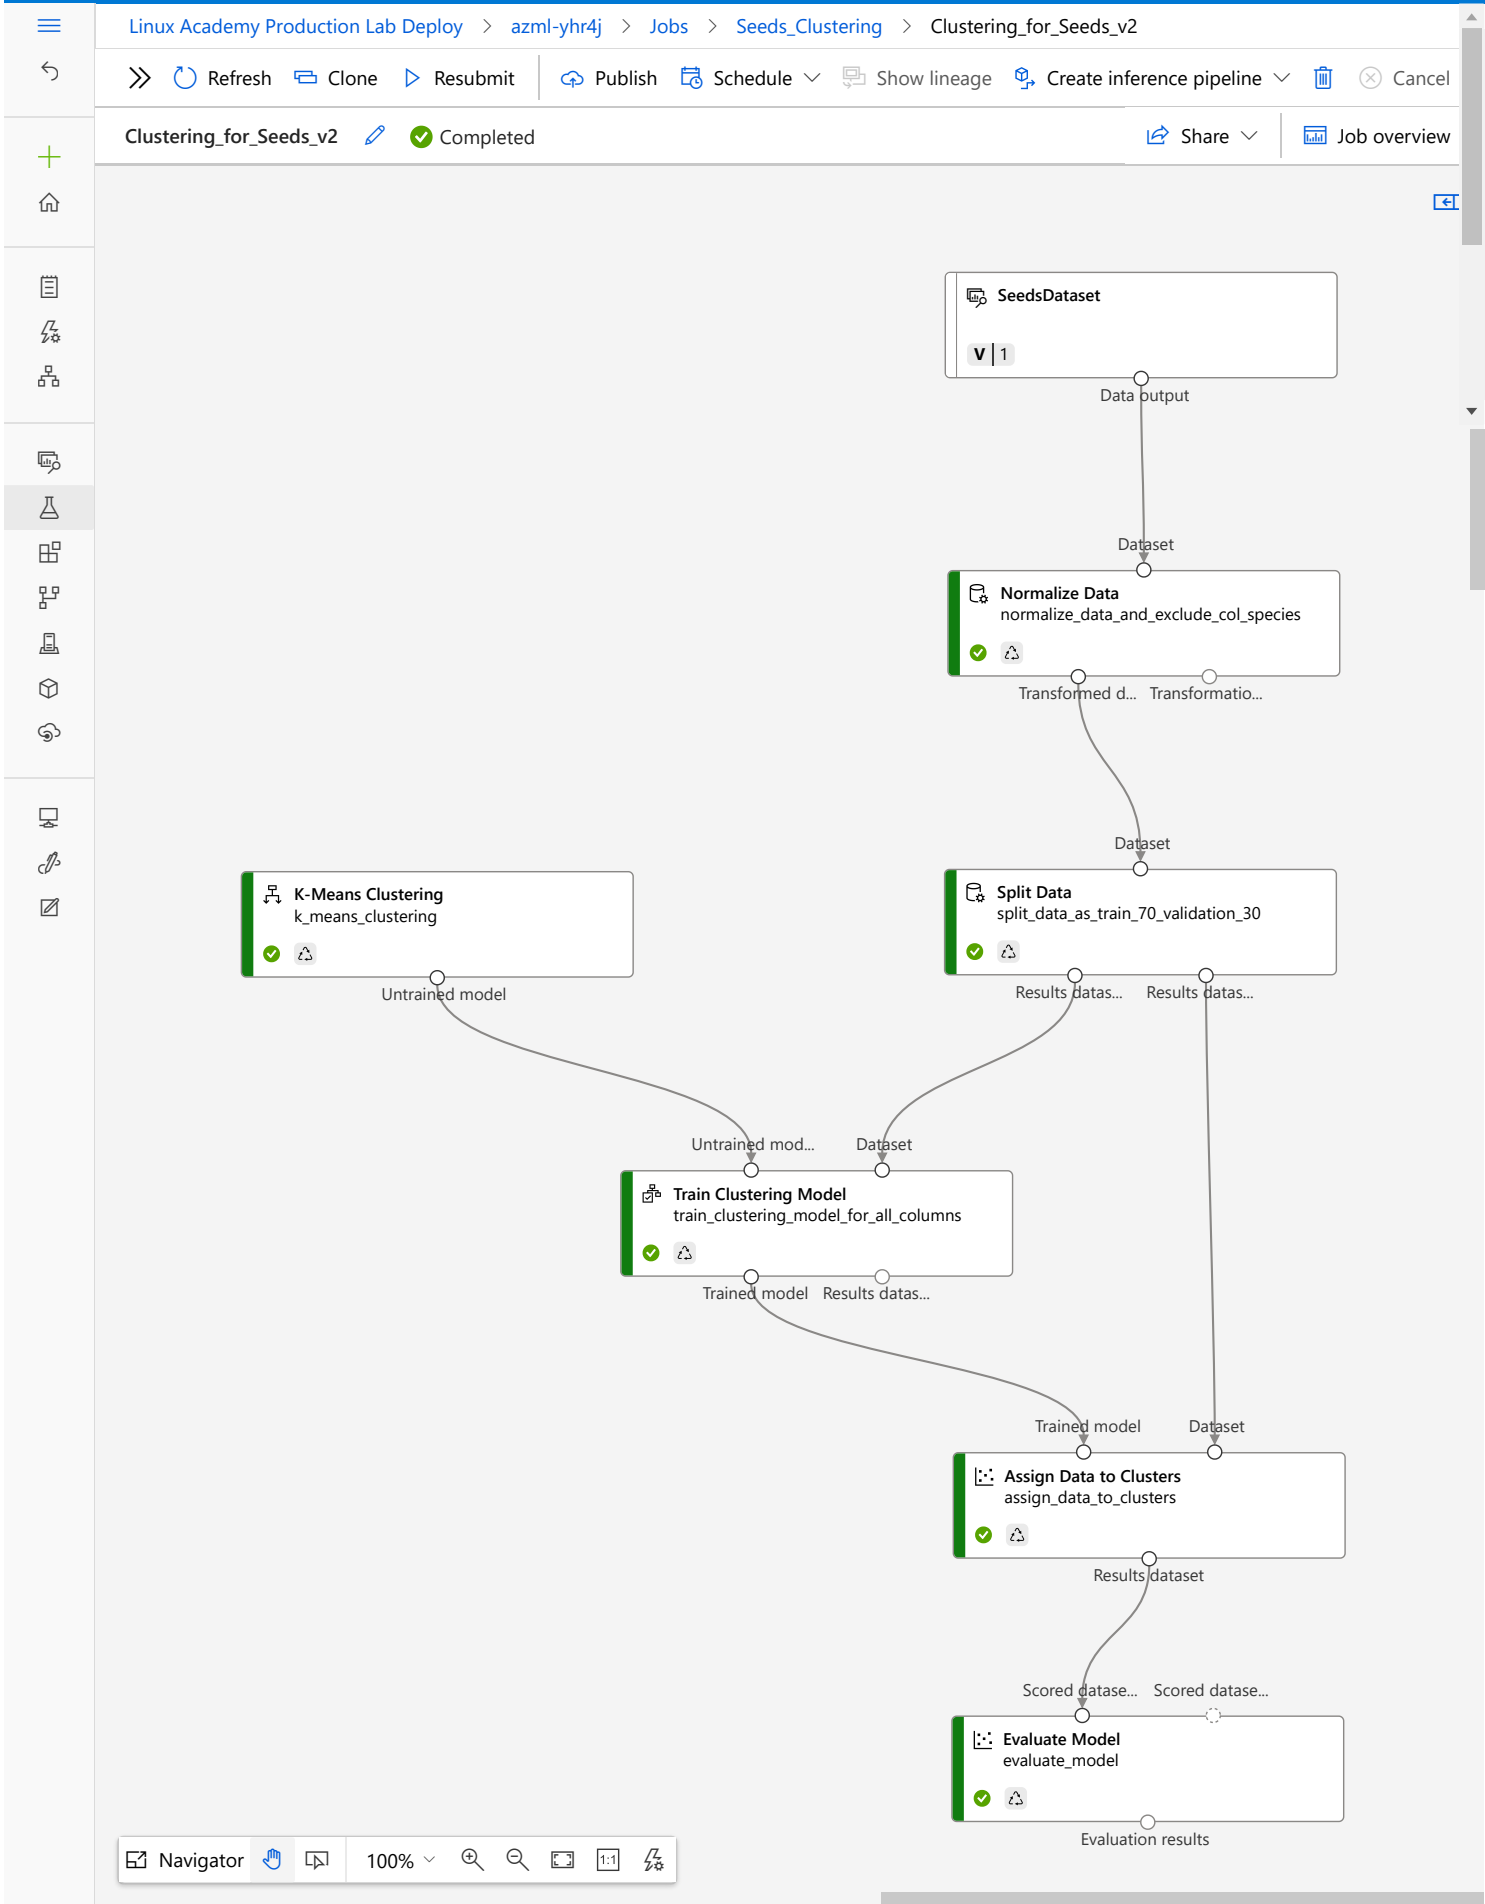 Linux Academy Production Lab Deploy > azml-yhr4j > Jobs > Seeds_Clustering > Clustering_for_Seeds_v2
Refresh Clone Resubmit Publish Schedule Show lineage Create inference pipeline Cancel
Clustering_for_Seeds_v2 Completed Share Job overview
SeedsDataset
V | 1
Data output
Dataset
Normalize Data
normalize_data_and_exclude_col_species
Transformed d... Transformatio...
Dataset
Split Data
split_data_as_train_70_validation_30
Results datas... Results datas...
K-Means Clustering
k_means_clustering
Untrained model
Untrained mod... Dataset
Train Clustering Model
train_clustering_model_for_all_columns
Trained model Results datas...
Trained model Dataset
Assign Data to Clusters
assign_data_to_clusters
Results dataset
Scored datase... Scored datase...
Evaluate Model
evaluate_model
Evaluation results
Navigator 100% 1:1